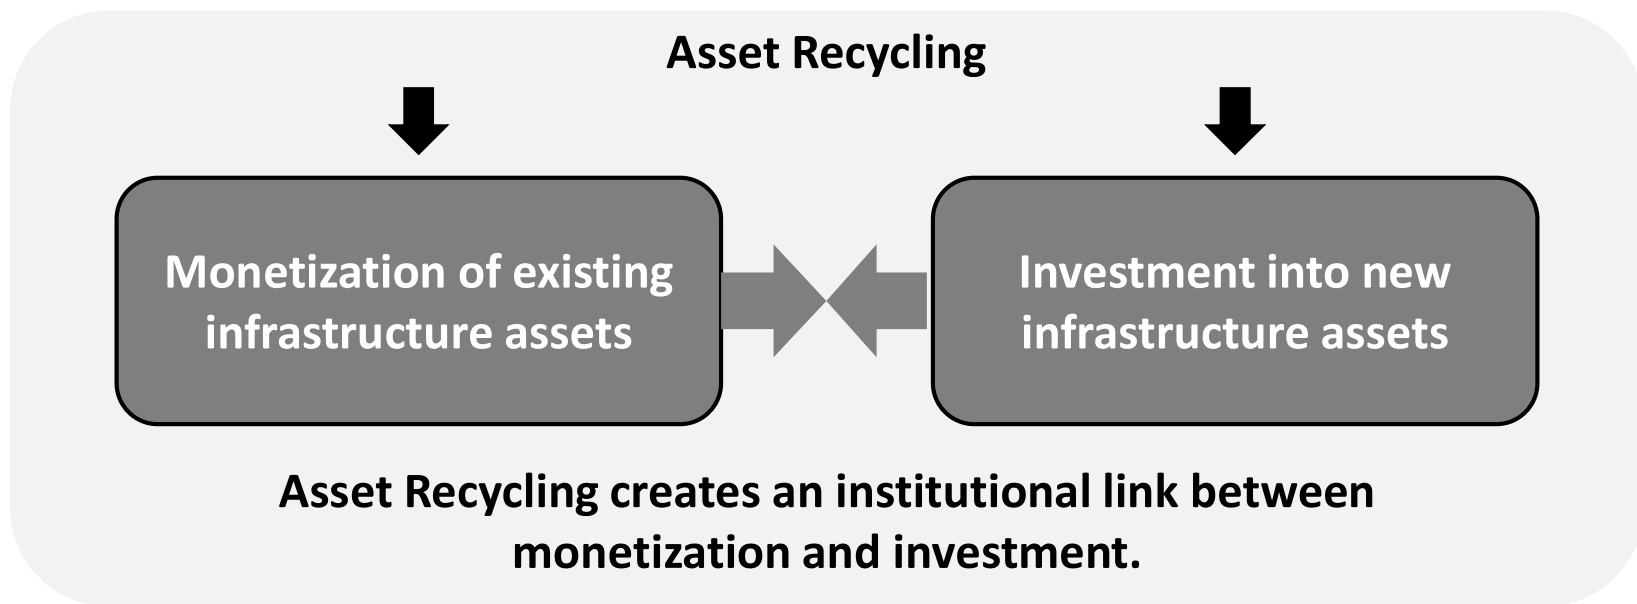 Asset Recycling
Monetization of existing
infrastructure assets
Investment into new
infrastructure assets
Asset Recycling creates an institutional link between
monetization and investment.